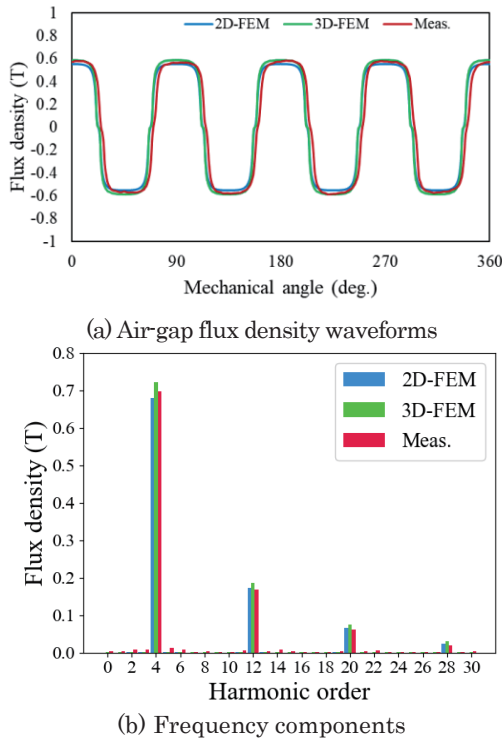 2D-FEM 3D-FEM Meas.
Flux density (T)
1
0.8
0.6
0.4
0.2
0
-0.2
-0.4
-0.6
-0.8
-1
0 90 180 270 360
Mechanical angle (deg.)
(a) Air-gap flux density waveforms
0.8
0.7
0.6
0.5
0.4
0.3
0.2
0.1
0.0
Flux density (T)
2D-FEM
3D-FEM
Meas.
0 2 4 6 8 10 12 14 16 18 20 22 24 26 28 30
Harmonic order
(b) Frequency components